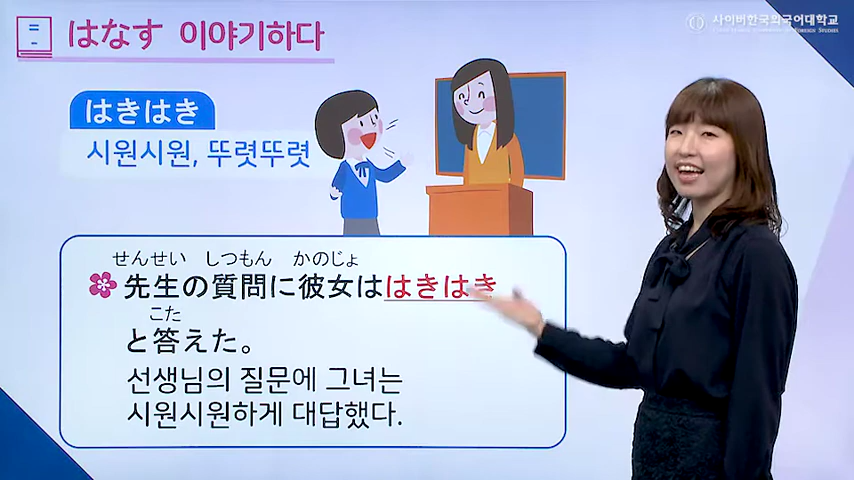 はなす 이야기하다
사이버한국외국어대학교
はきはき
시원시원, 뚜렷뚜렷
せんせい しつもん かのじょ
先生の質問に彼女ははきはき
こた
と答えた。
선생님의 질문에 그녀는
시원시원하게 대답했다.